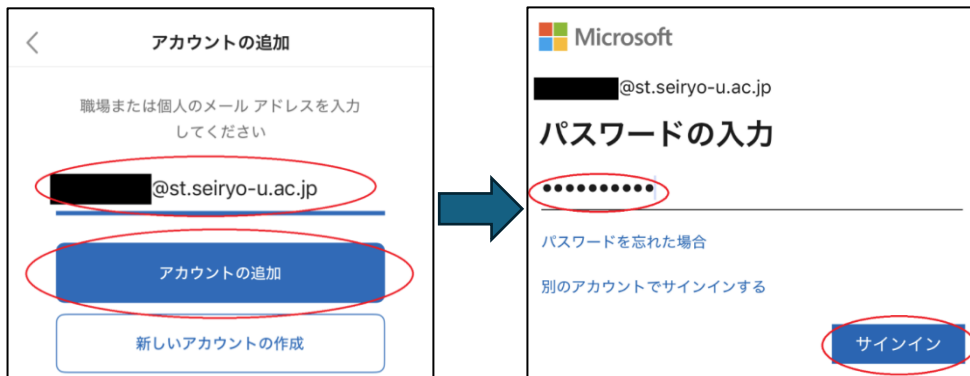 アカウントの追加
職場または個人のメール アドレスを入力
してください
@st.seiryo-u.ac.jp
アカウントの追加
新しいアカウントの作成
Microsoft
@st.seiryo-u.ac.jp
パスワードの入力
••••••••••
パスワードを忘れた場合
別のアカウントでサインインする
サインイン